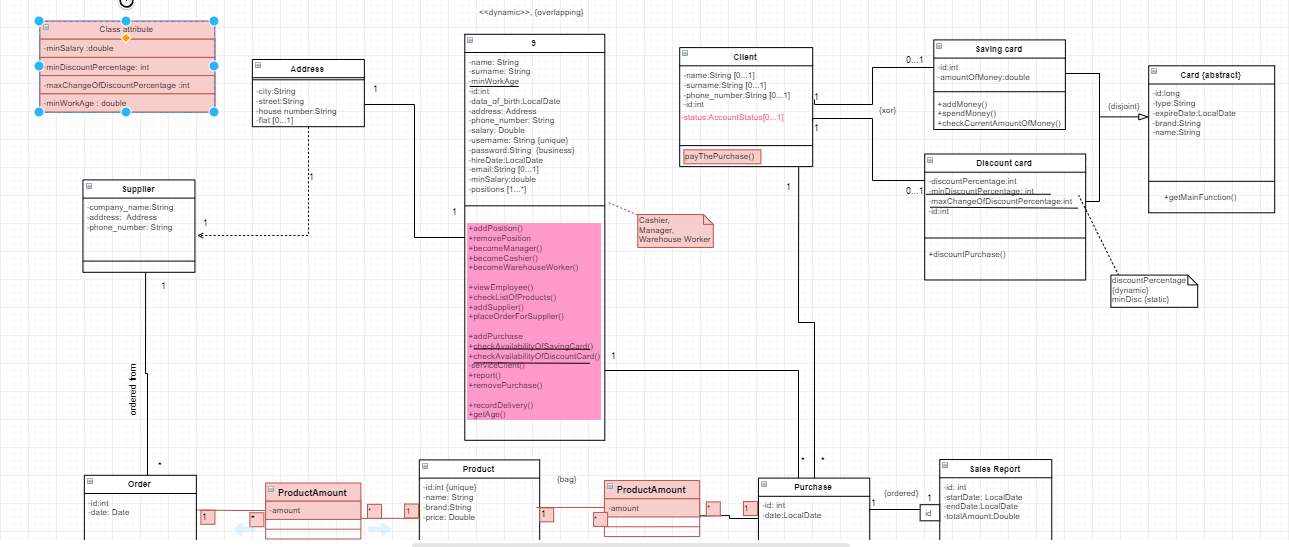 <<dynamic>>, {overlapping}
Class attribute
-minSalary :double
-minDiscountPercentage: int
-maxChangeOfDiscountPercentage :int
-minWorkAge : double
Address
-city:String
-street:String
-house number:String
-flat [0...1]
1
1
Supplier
-company_name:String
-address: Address
-phone_number: String
1
1
ordered from
*
9
-name: String
-surname: String
-minWorkAge
-id:int
-data_of_birth:LocalDate
-address: Address
-phone_number: String
-salary: Double
-username: String {unique}
-password:String {business}
-hireDate:LocalDate
-email:String [0...1]
-minSalary:double
-positions [1...*]
1
+addPosition()
+removePosition
+becomeManager()
+becomeCashier()
+becomeWarehouseWorker()
+viewEmployee()
+checkListOfProducts()
+addSupplier()
+placeOrderForSupplier()
+addPurchase
+checkAvailabilityOfSavingCard()
+checkAvailabilityOfDiscountCard()
-serviceClient()
+report()
+removePurchase()
+recordDelivery()
+getAge()
1
Cashier,
Manager,
Warehouse Worker
Client
-name:String [0...1]
-surname:String [0...1]
-phone_number:String [0...1]
-id:int
-status:AccountStatus[0...1]
payThePurchase()
1
1
1
0...1
{xor}
0...1
Saving card
-id:int
-amountOfMoney:double
+addMoney()
+spendMoney()
+checkCurrentAmountOfMoney()
{disjoint}
Card {abstract}
-id:long
-type:String
-expireDate:LocalDate
-brand:String
-name:String
+getMainFunction()
Discount card
-discountPercentage:int
-minDiscountPercentage: int
-maxChangeOfDiscountPercentage:int
-id:int
+discountPurchase()
discountPercentage
{dynamic}
minDisc {static}
Order
-id:int
-date: Date
1
*
ProductAmount
-amount
*
1
Product
-id:int {unique}
-name: String
-brand:String
-price: Double
{bag}
1
*
ProductAmount
-amount
*
1
* *
Purchase
-id: int
-date:LocalDate
1
{ordered}
1
id
Sales Report
-id: int
-startDate: LocalDate
-endDate:LocalDate
-totalAmount:Double